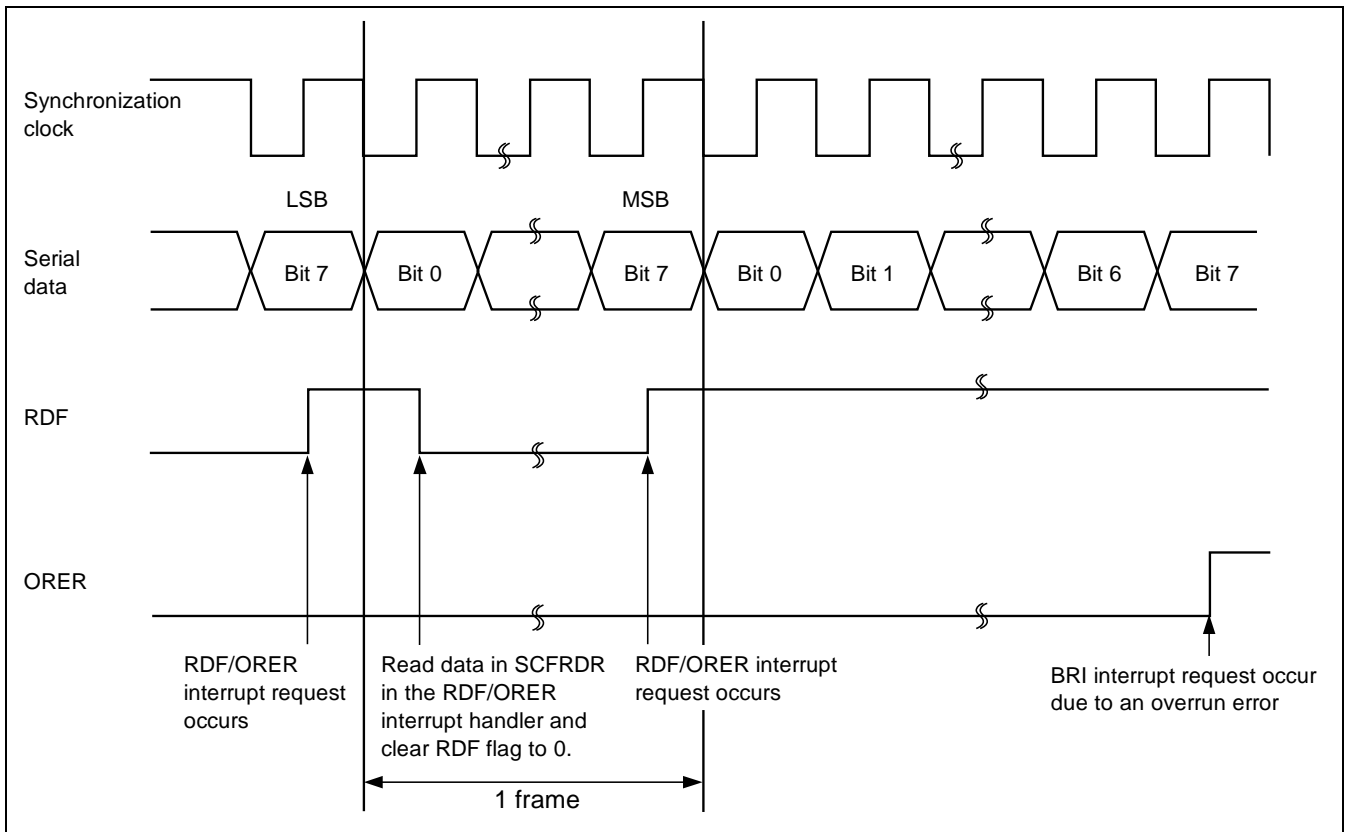 Synchronization
clock
LSB
MSB
Serial
data
Bit 7
Bit 0
Bit 7
Bit 0
Bit 1
Bit 6
Bit 7
RDF
ORER
RDF/ORER
interrupt request
occurs
Read data in SCFRDR
in the RDF/ORER
interrupt handler and
clear RDF flag to 0.
RDF/ORER interrupt
request occurs
BRI interrupt request occur
due to an overrun error
1 frame